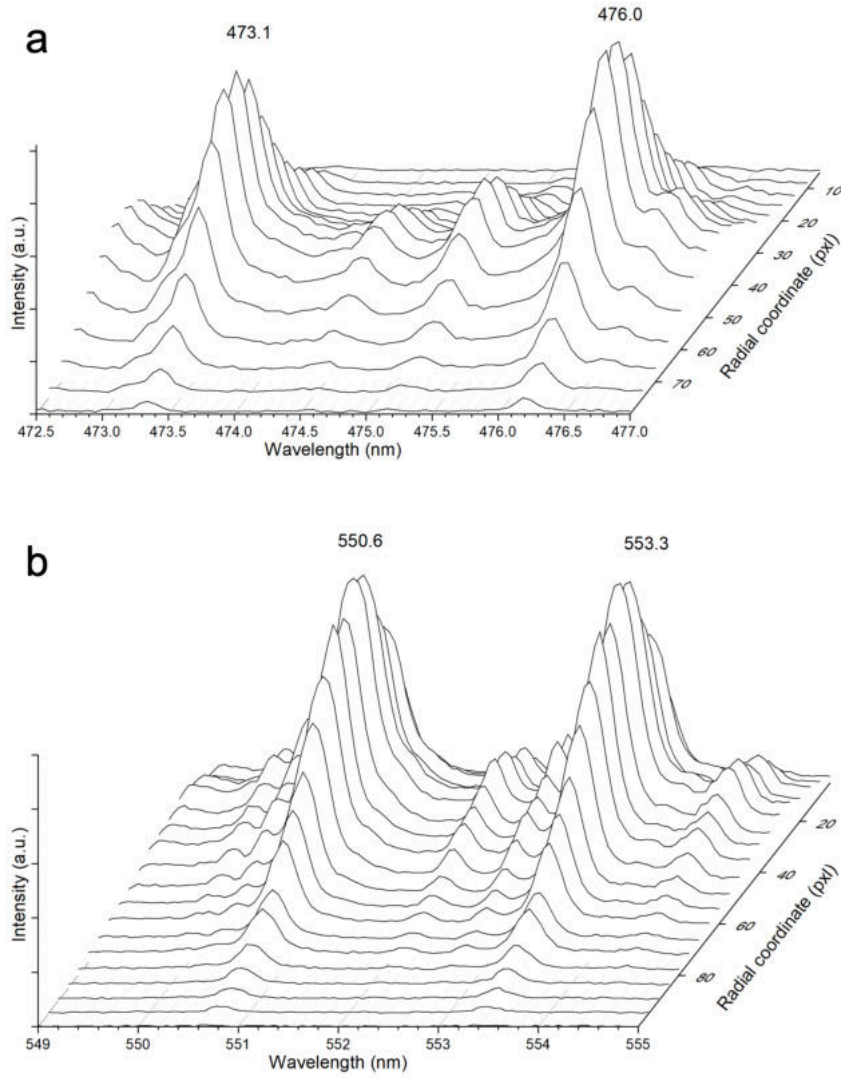 a
473.1
476.0
Intensity (a.u.)
10
20
30
40
50
60
70
Radial coordinate (pxl)
472.5 473.0 473.5 474.0 474.5 475.0 475.5 476.0 476.5 477.0
Wavelength (nm)
b
550.6
553.3
Intensity (a.u.)
20
40
60
80
Radial coordinate (pxl)
549 550 551 552 553 554 555
Wavelength (nm)